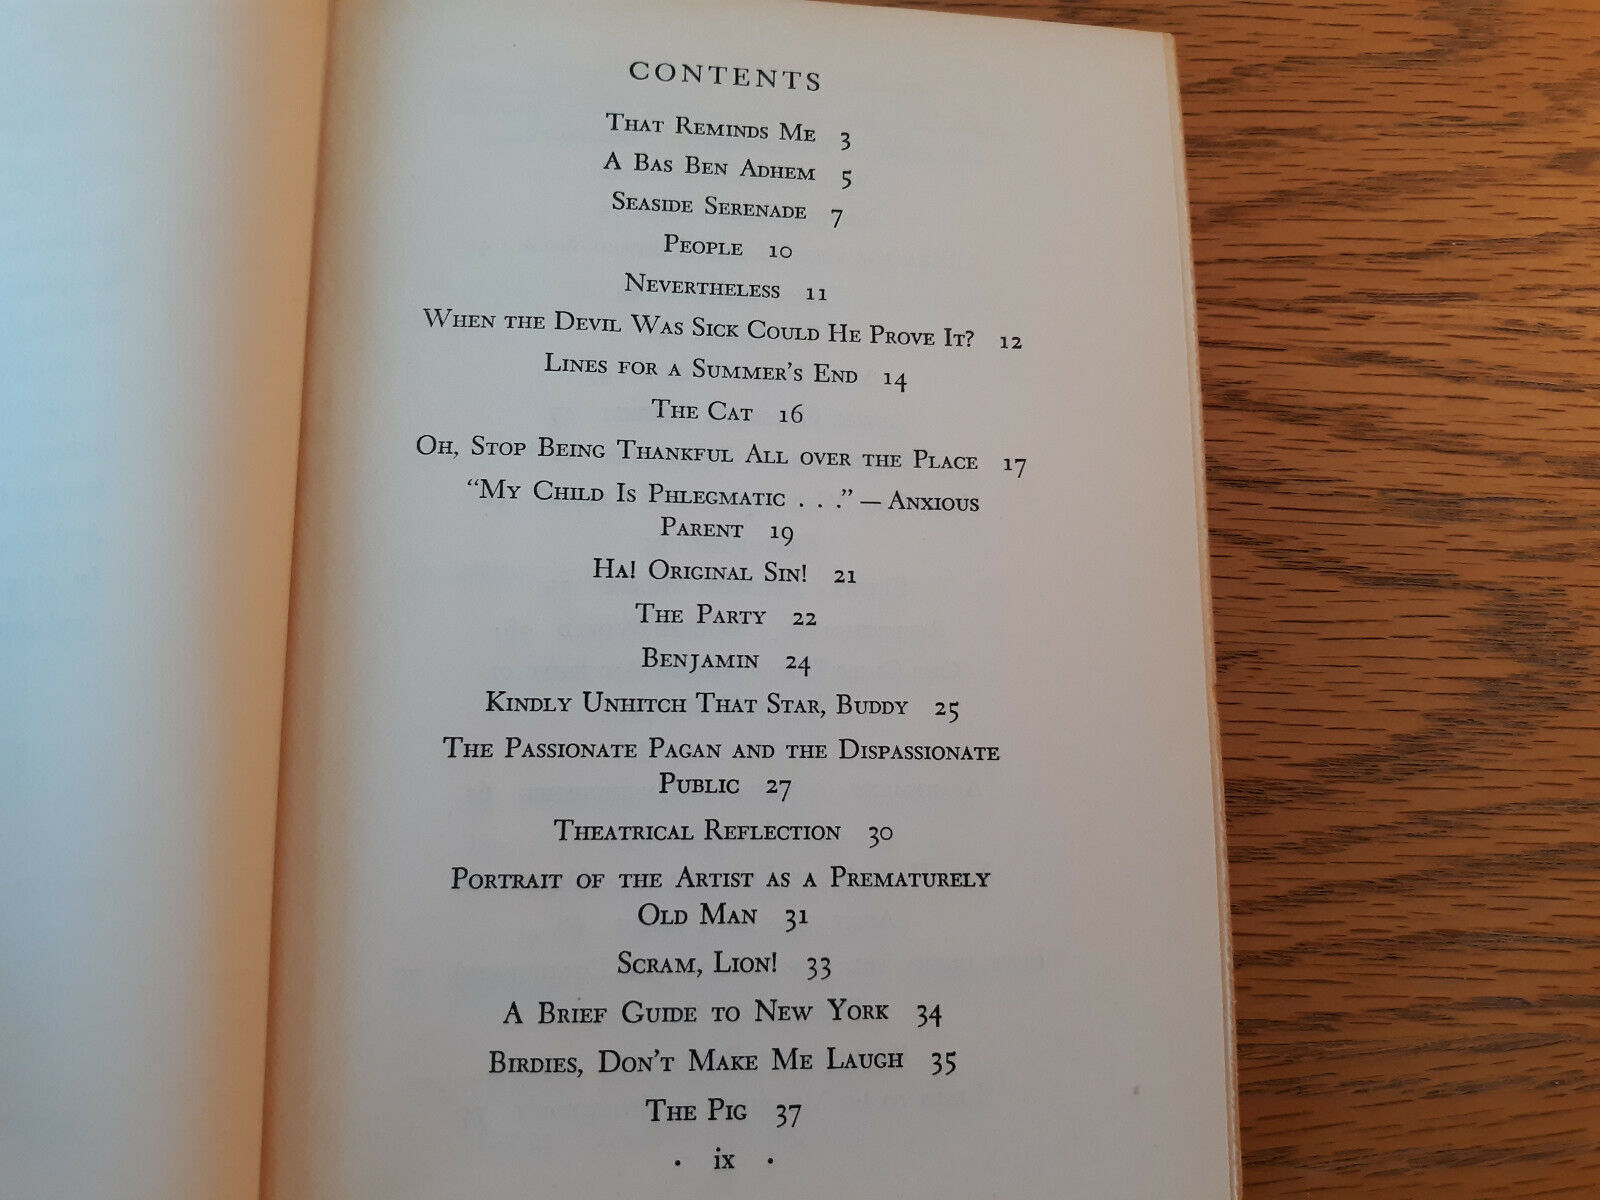 CONTENTS
THAT REMINDS ME 3
A BAS BEN ADHEM 5
SEASIDE SERENADE 7
PEOPLE 10
NEVERTHELESS 11
WHEN THE DEVIL WAS SICK COULD HE PROVE IT? 12
LINES FOR A SUMMER'S END 14
THE CAT 16
OH, STOP BEING THANKFUL ALL OVER THE PLACE 17
"MY CHILD IS PHLEGMATIC . . ." — ANXIOUS
PARENT 19
HA! ORIGINAL SIN! 21
THE PARTY 22
BENJAMIN 24
KINDLY UNHITCH THAT STAR, BUDDY 25
THE PASSIONATE PAGAN AND THE DISPASSIONATE
PUBLIC 27
THEATRICAL REFLECTION 30
PORTRAIT OF THE ARTIST AS A PREMATURELY
OLD MAN 31
SCRAM, LION! 33
A BRIEF GUIDE TO NEW YORK 34
BIRDIES, DON'T MAKE ME LAUGH 35
THE PIG 37
· ix ·